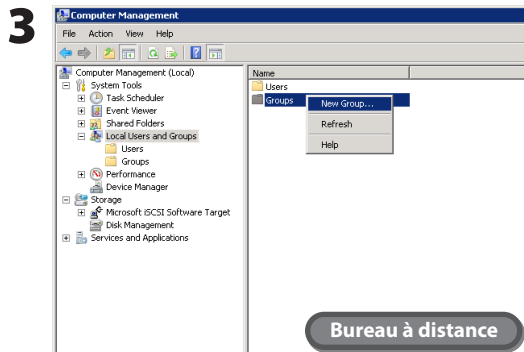 3
Computer Management
File Action View Help
Computer Management (Local)
System Tools
Task Scheduler
Event Viewer
Shared Folders
Local Users and Groups
Users
Groups
Performance
Device Manager
Storage
Microsoft iSCSI Software Target
Disk Management
Services and Applications
Name
Users
Groups
New Group...
Refresh
Help
Bureau à distance